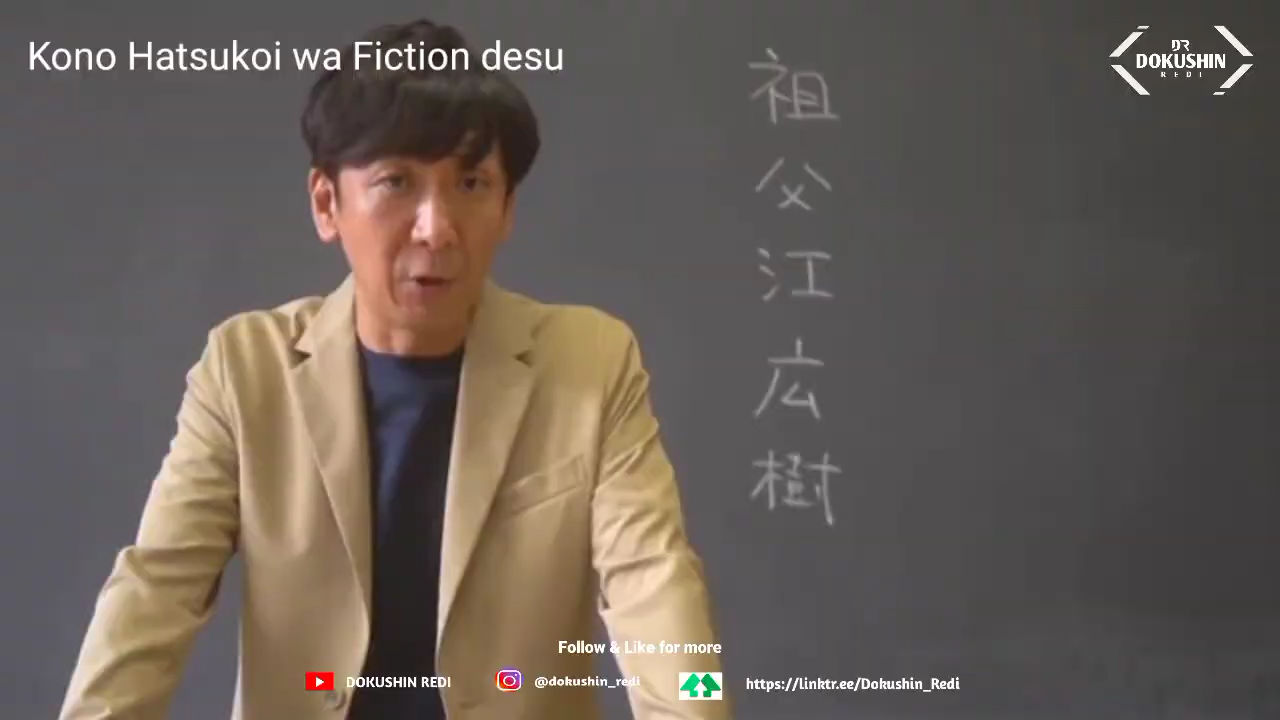 Kono Hatsukoi wa Fiction desu
DR
DOKUSHIN
REDI
祖父江広樹
Follow & Like for more
DOKUSHIN REDI
@dokushin_redi
https://linktr.ee/Dokushin_Redi